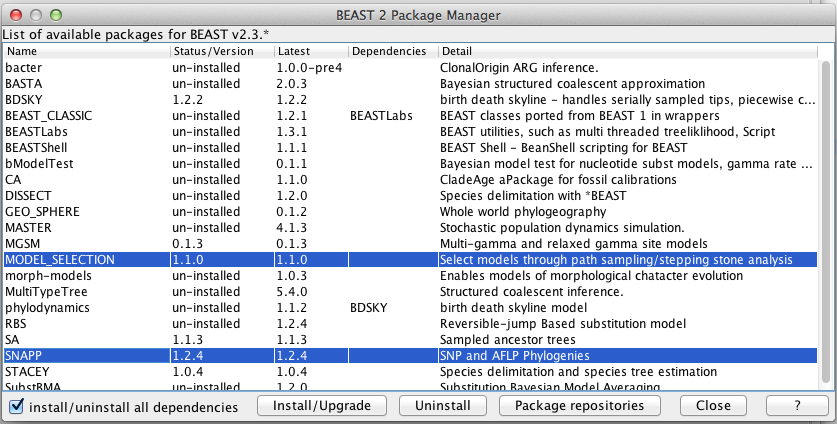 BEAST 2 Package Manager
List of available packages for BEAST v2.3.*
Name Status/Version Latest Dependencies Detail
bacter un-installed 1.0.0-pre4 ClonalOrigin ARG inference.
BASTA un-installed 2.0.3 Bayesian structured coalescent approximation
BDSKY 1.2.2 1.2.2 birth death skyline - handles serially sampled tips, piecewise c...
BEAST_CLASSIC un-installed 1.2.1 BEASTLabs BEAST classes ported from BEAST 1 in wrappers
BEASTLabs un-installed 1.3.1 BEAST utilities, such as multi threaded treeliklihood, Script
BEASTShell un-installed 1.1.1 BEAST Shell - BeanShell scripting for BEAST
bModelTest un-installed 0.1.1 Bayesian model test for nucleotide subst models, gamma rate ...
CA un-installed 1.1.0 CladeAge aPackage for fossil calibrations
DISSECT un-installed 1.2.0 Species delimitation with *BEAST
GEO_SPHERE un-installed 0.1.2 Whole world phylogeography
MASTER un-installed 4.1.3 Stochastic population dynamics simulation.
MGSM 0.1.3 0.1.3 Multi-gamma and relaxed gamma site models
MODEL_SELECTION 1.1.0 1.1.0 Select models through path sampling/stepping stone analysis
morph-models un-installed 1.0.3 Enables models of morphological chatacter evolution
MultiTypeTree un-installed 5.4.0 Structured coalescent inference.
phylodynamics un-installed 1.1.2 BDSKY birth death skyline model
RBS un-installed 1.2.4 Reversible-jump Based substitution model
SA 1.1.3 1.1.3 Sampled ancestor trees
SNAPP 1.2.4 1.2.4 SNP and AFLP Phylogenies
STACEY 1.0.4 1.0.4 Species delimitation and species tree estimation
SubstBMA un-installed 1.2.0 Substitution Bayesian Model Averaging
install/uninstall all dependencies Install/Upgrade Uninstall Package repositories Close ?